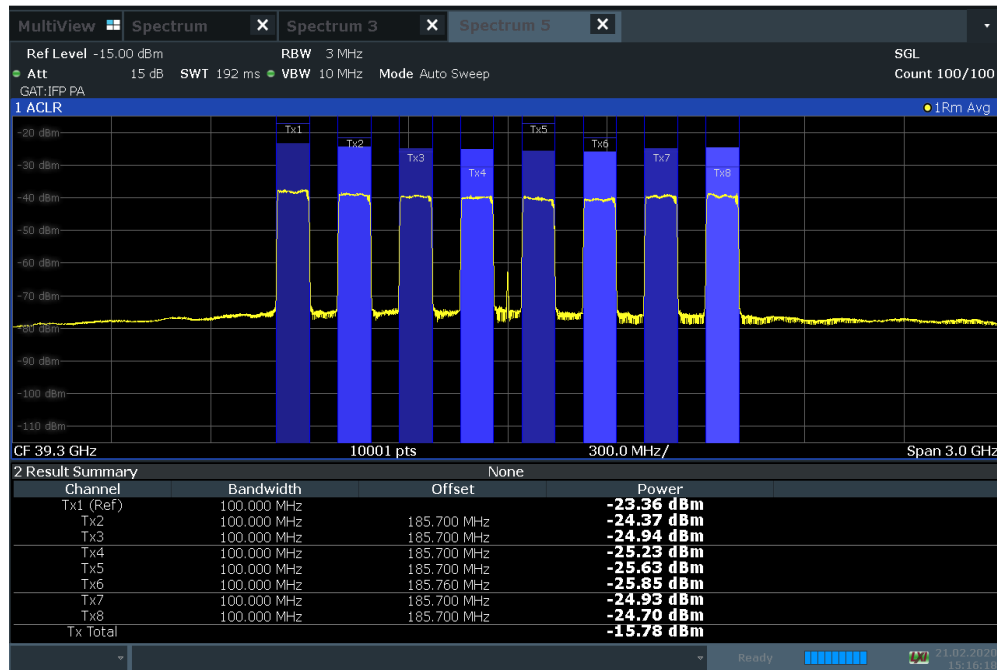 MultiView Spectrum X Spectrum 3 X Spectrum 5 X
Ref Level -15.00 dBm RBW 3 MHz SGL
Att 15 dB SWT 192 ms VBW 10 MHz Mode Auto Sweep Count 100/100
GAT:IFP PA
1 ACLR 1Rm Avg
-20 dBm
Tx1 Tx5
Tx2 Tx6
Tx3 Tx7
-30 dBm
Tx4 Tx8
-40 dBm
-50 dBm
-60 dBm
-70 dBm
-80 dBm
-90 dBm
-100 dBm
-110 dBm
CF 39.3 GHz 10001 pts 300.0 MHz/ Span 3.0 GHz
2 Result Summary None
Channel Bandwidth Offset Power
Tx1 (Ref) 100.000 MHz -23.36 dBm
Tx2 100.000 MHz 185.700 MHz -24.37 dBm
Tx3 100.000 MHz 185.700 MHz -24.94 dBm
Tx4 100.000 MHz 185.700 MHz -25.23 dBm
Tx5 100.000 MHz 185.700 MHz -25.63 dBm
Tx6 100.000 MHz 185.760 MHz -25.85 dBm
Tx7 100.000 MHz 185.700 MHz -24.93 dBm
Tx8 100.000 MHz 185.700 MHz -24.70 dBm
Tx Total -15.78 dBm
Ready LXI 21.02.2020
15:16:10